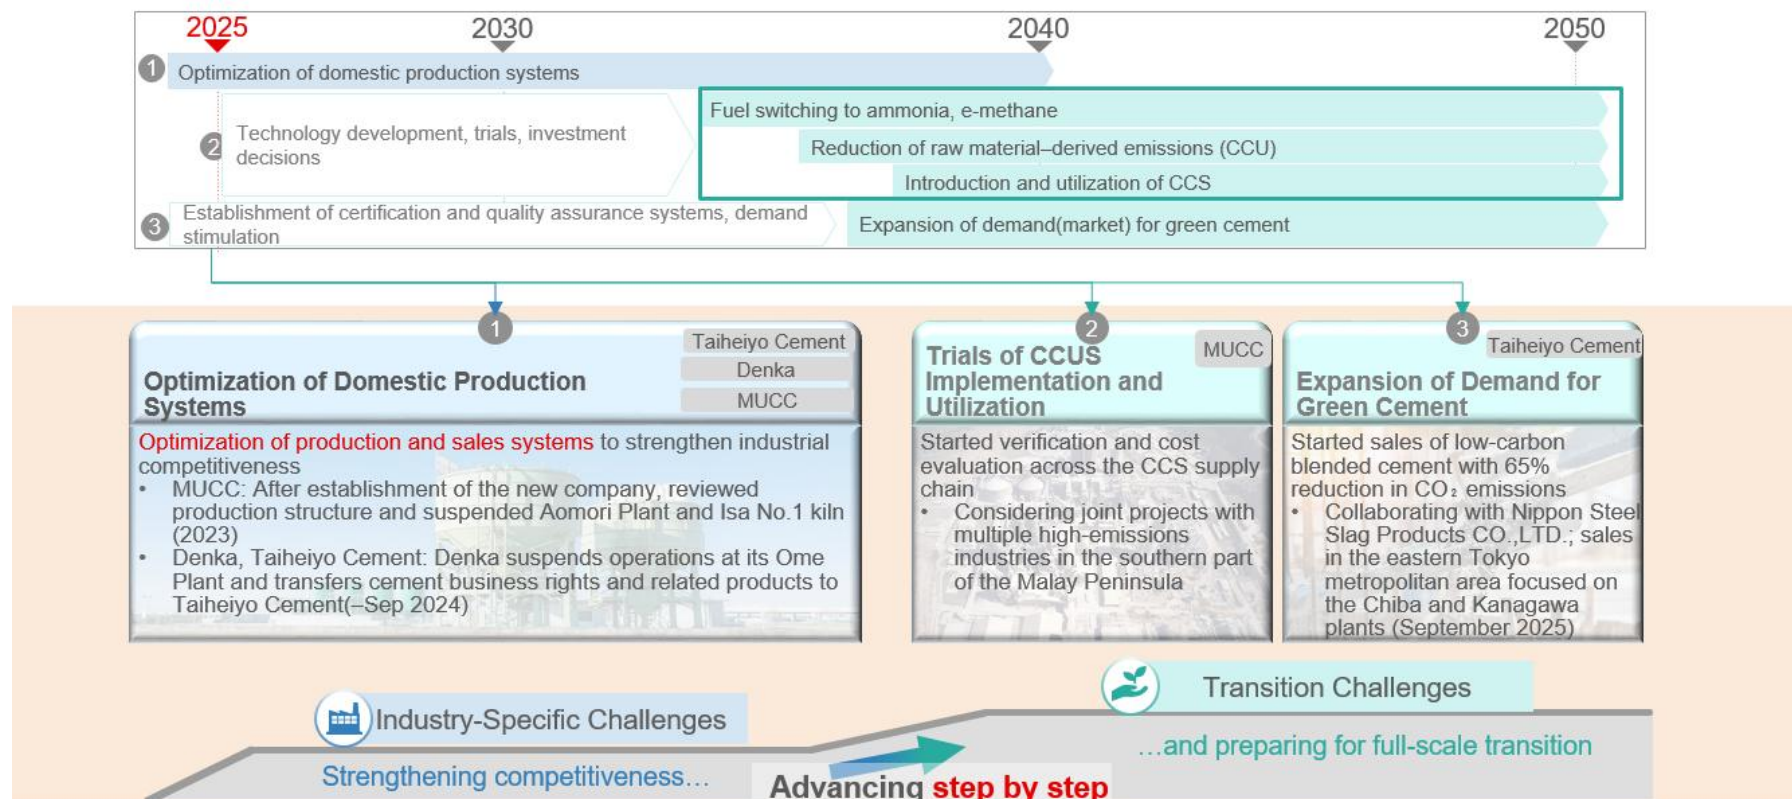 2025
2030
2040
2050
1
Optimization of domestic production systems
2
Technology development, trials, investment
decisions
Fuel switching to ammonia, e-methane
Reduction of raw material–derived emissions (CCU)
Introduction and utilization of CCS
3
Establishment of certification and quality assurance systems, demand
stimulation
Expansion of demand(market) for green cement
1
Taiheiyo Cement
Denka
MUCC
Optimization of Domestic Production
Systems
Optimization of production and sales systems to strengthen industrial
competitiveness
• MUCC: After establishment of the new company, reviewed
production structure and suspended Aomori Plant and Isa No.1 kiln
(2023)
• Denka, Taiheiyo Cement: Denka suspends operations at its Ome
Plant and transfers cement business rights and related products to
Taiheiyo Cement(–Sep 2024)
2
MUCC
Trials of CCUS
Implementation and
Utilization
Started verification and cost
evaluation across the CCS supply
chain
• Considering joint projects with
multiple high-emissions
industries in the southern part
of the Malay Peninsula
3
Taiheiyo Cement
Expansion of Demand for
Green Cement
Started sales of low-carbon
blended cement with 65%
reduction in CO₂ emissions
• Collaborating with Nippon Steel
Slag Products CO.,LTD.; sales
in the eastern Tokyo
metropolitan area focused on
the Chiba and Kanagawa
plants (September 2025)
Industry-Specific Challenges
Transition Challenges
Strengthening competitiveness…
…and preparing for full-scale transition
Advancing step by step